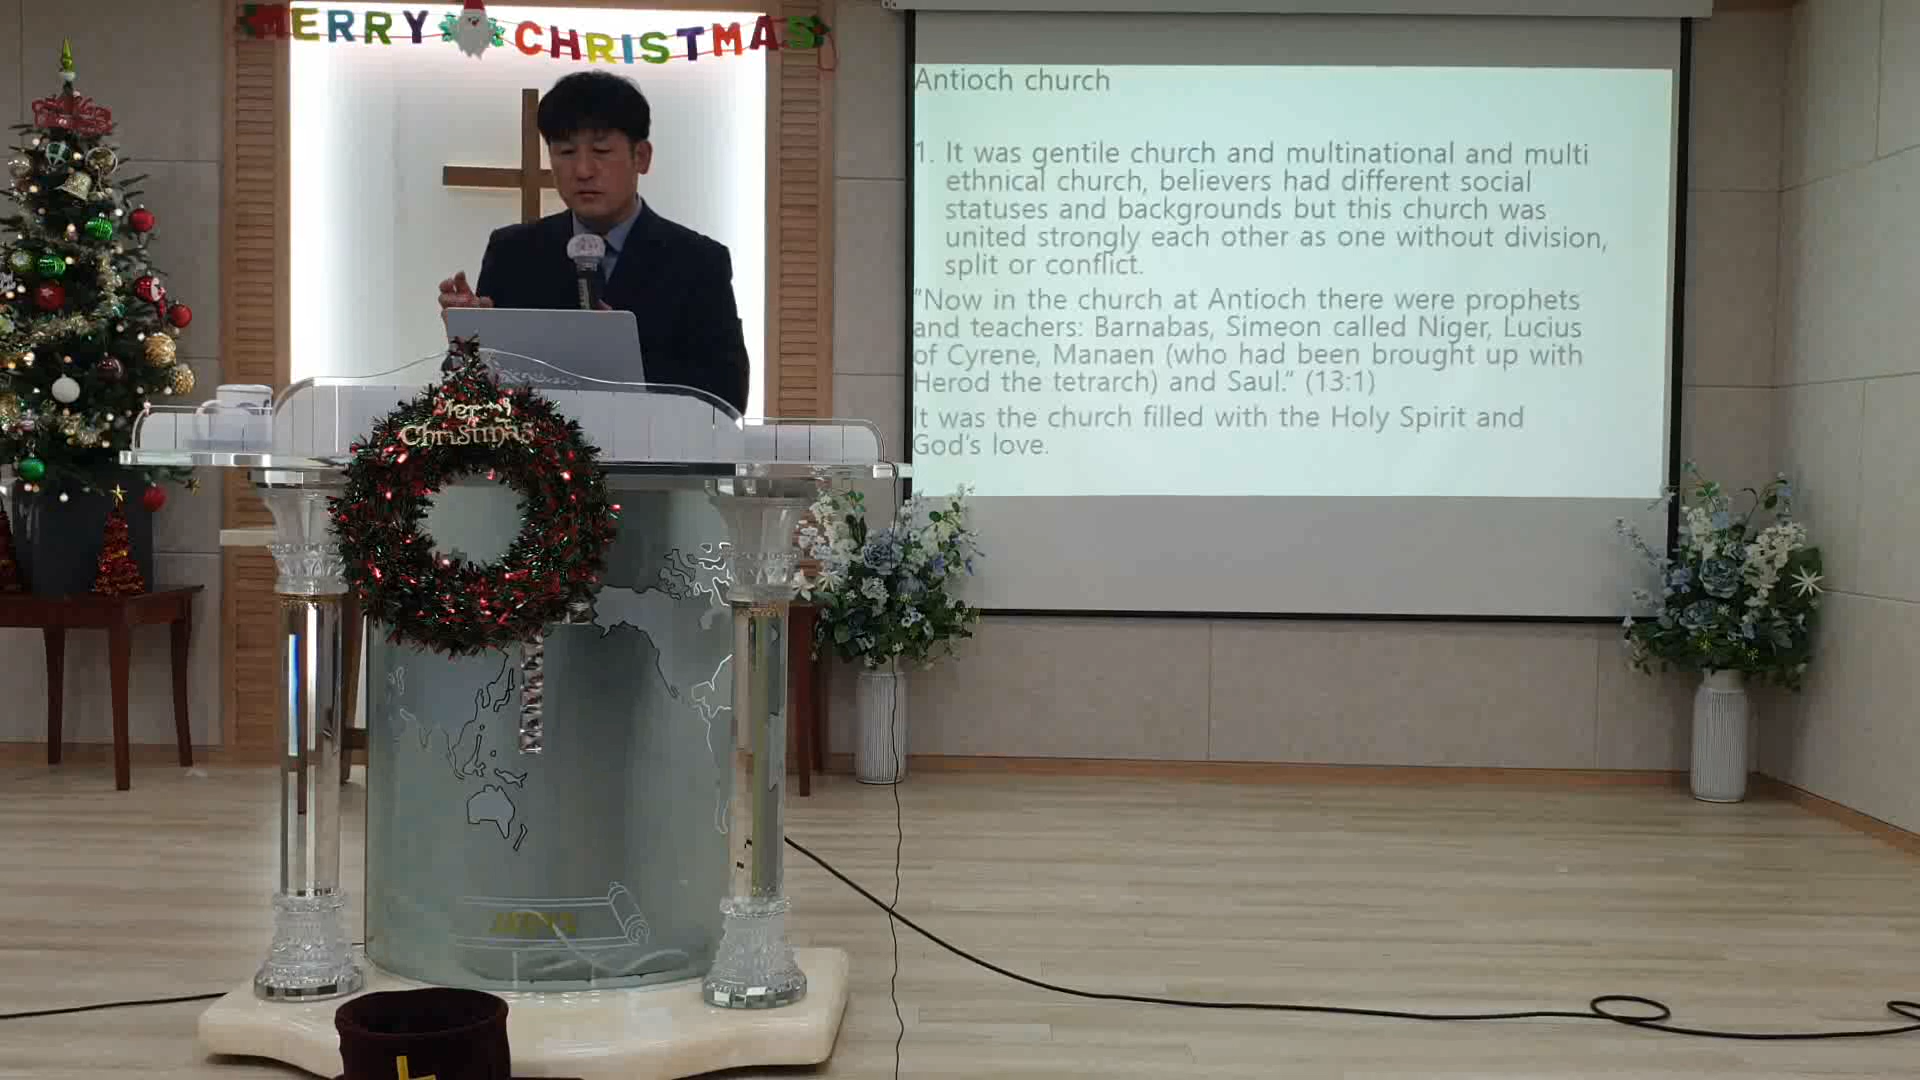 MERRY CHRISTMAS
Antioch church
1. It was gentile church and multinational and multi
ethnical church, believers had different social
statuses and backgrounds but this church was
united strongly each other as one without division,
split or conflict.
"Now in the church at Antioch there were prophets
and teachers: Barnabas, Simeon called Niger, Lucius
of Cyrene, Manaen (who had been brought up with
Herod the tetrarch) and Saul." (13:1)
It was the church filled with the Holy Spirit and
God's love.
Merry
Christmas